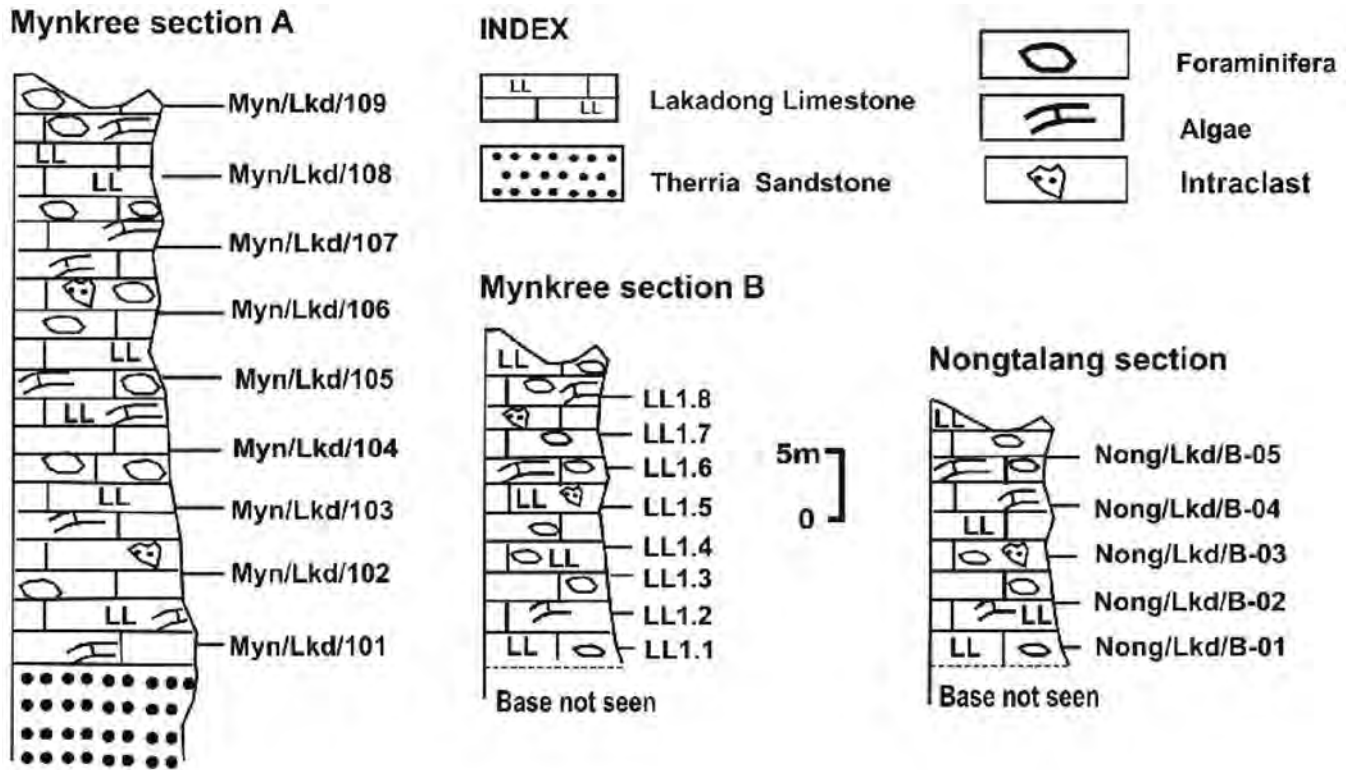 Mynkree section A
Myn/Lkd/109
LL
Myn/Lkd/108
LL
Myn/Lkd/107
Myn/Lkd/106
LL
Myn/Lkd/105
LL
Myn/Lkd/104
LL
Myn/Lkd/103
Myn/Lkd/102
LL
Myn/Lkd/101
INDEX
LL
LL
Lakadong Limestone
Therria Sandstone
Foraminifera
Algae
Intraclast
Mynkree section B
LL
LL1.8
LL1.7
LL1.6
LL
LL1.5
LL1.4
LL
LL1.3
LL1.2
LL
LL1.1
Base not seen
5m
0
Nongtalang section
LL
Nong/Lkd/B-05
Nong/Lkd/B-04
LL
Nong/Lkd/B-03
Nong/Lkd/B-02
LL
Nong/Lkd/B-01
LL
Base not seen